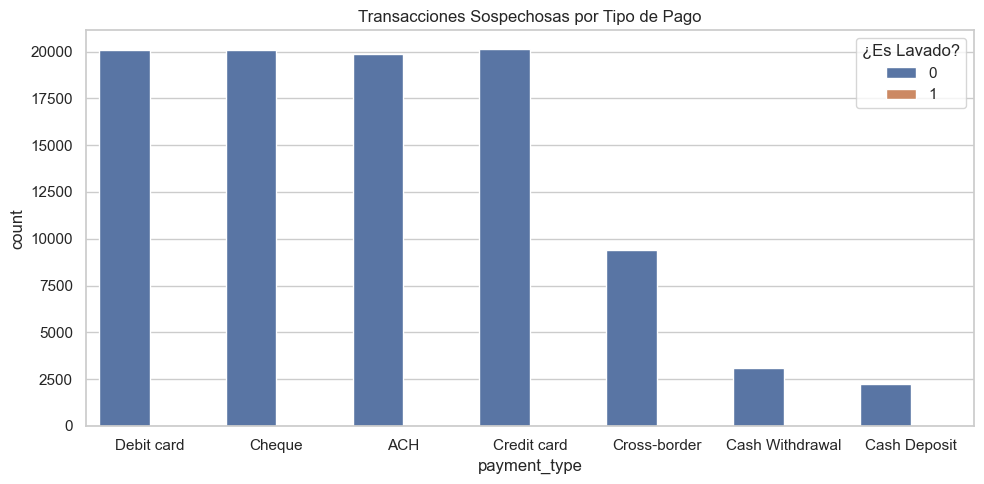 Transacciones Sospechosas por Tipo de Pago
¿Es Lavado?
0
1
20000
17500
15000
12500
10000
7500
5000
2500
0
count
Debit card
Cheque
ACH
Credit card
Cross-border
Cash Withdrawal
Cash Deposit
payment_type